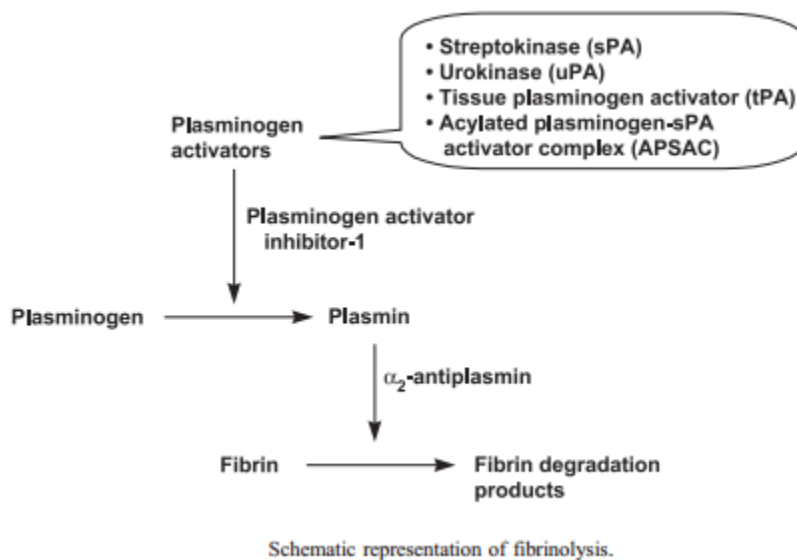 • Streptokinase (sPA)
• Urokinase (uPA)
• Tissue plasminogen activator (tPA)
• Acylated plasminogen-sPA
activator complex (APSAC)
Plasminogen
activators
Plasminogen activator
inhibitor-1
Plasminogen
Plasmin
α₂-antiplasmin
Fibrin
Fibrin degradation
products
Schematic representation of fibrinolysis.